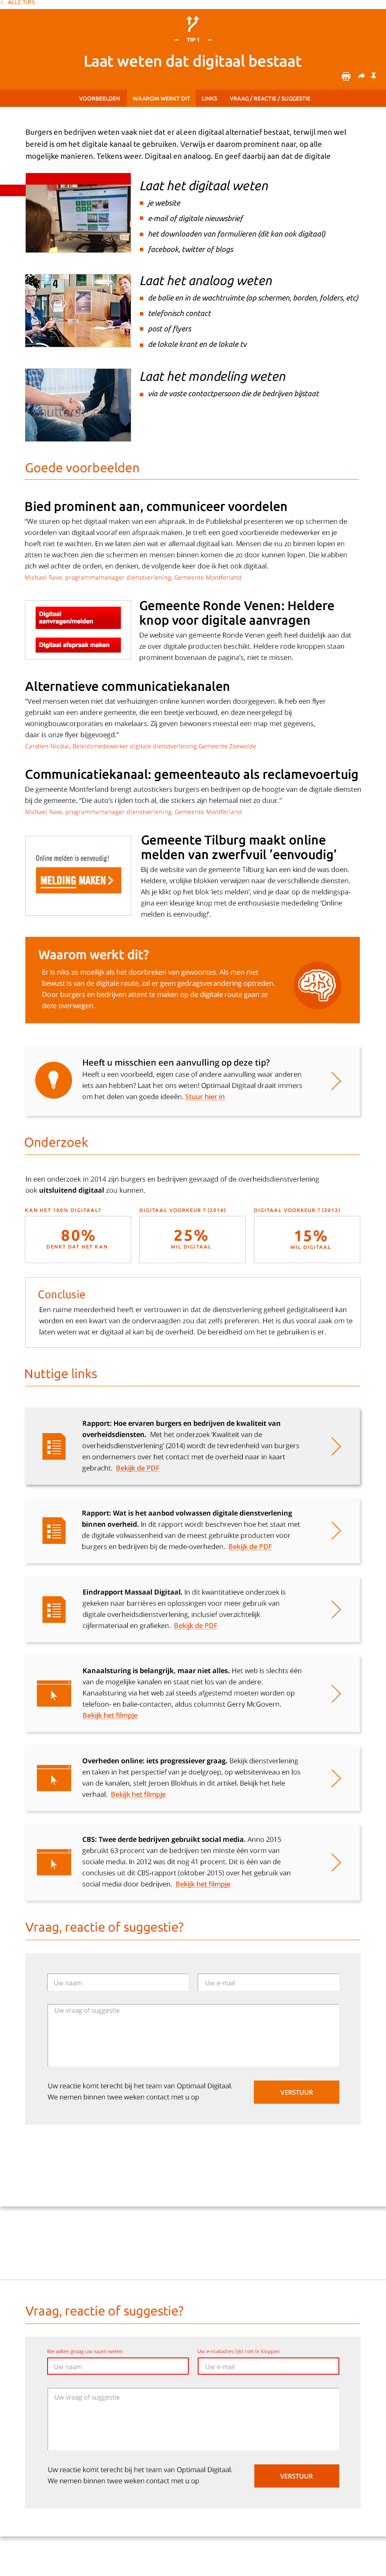 ALLE TIPS
TIP 1
Laat weten dat digitaal bestaat
VOORBEELDEN WAAROM WERKT DIT LINKS VRAAG / REACTIE / SUGGESTIE
Burgers en bedrijven weten vaak niet dat er al een digitaal alternatief bestaat, terwijl men wel
bereid is om het digitale kanaal te gebruiken. Verwijs er daarom prominent naar, op alle
mogelijke manieren. Telkens weer. Digitaal en analoog. En geef daarbij aan dat de digitale
Laat het digitaal weten
je website
e-mail of digitale nieuwsbrief
het downloaden van formulieren (dit kan ook digitaal)
facebook, twitter of blogs
Laat het analoog weten
de balie en in de wachtruimte (op schermen, borden, folders, etc)
telefonisch contact
post of flyers
de lokale krant en de lokale tv
Laat het mondeling weten
via de vaste contactpersoon die de bedrijven bijstaat
Goede voorbeelden
Bied prominent aan, communiceer voordelen
“We sturen op het digitaal maken van een afspraak. In de Publiekshal presenteren we op schermen de
voordelen van digitaal vooraf een afspraak maken. Je treft een goed voorbereide medewerker en je
hoeft niet te wachten. En we laten zien wat er allemaal digitaal kan. Mensen die nu zo binnen lopen en
zitten te wachten zien die schermen en mensen binnen komen die zo door kunnen lopen. Die krabben
zich wel achter de orden, en denken, de volgende keer doe ik het ook digitaal.
Michael Rave, programmamanager dienstverlening, Gemeente Montferland
Digitaal
aanvragen/melden
Digitaal afspraak maken
Gemeente Ronde Venen: Heldere
knop voor digitale aanvragen
De website van gemeente Ronde Venen geeft heel duidelijk aan dat
ze over digitale producten beschikt. Heldere rode knoppen staan
prominent bovenaan de pagina’s, niet te missen.
Alternatieve communicatiekanalen
“Veel mensen weten niet dat verhuizingen online kunnen worden doorgegeven. Ik heb een flyer
gebruikt van een andere gemeente, die een beetje verbouwd, en deze neergelegd bij
woningbouwcorporaties en makelaars. Zij geven bewoners meestal een map met gegevens,
daar is onze flyer bijgevoegd.”
Carolien Nicolai, Beleidsmedewerker digitale dienstverlening Gemeente Zeewolde
Communicatiekanaal: gemeenteauto als reclamevoertuig
De gemeente Montferland brengt autostickers burgers en bedrijven op de hoogte van de digitale diensten
bij de gemeente. “Die auto’s rijden toch al, de stickers zijn helemaal niet zo duur.”
Michael Rave, programmamanager dienstverlening, Gemeente Montferland
Online melden is eenvoudig!
MELDING MAKEN >
Gemeente Tilburg maakt online
melden van zwerfvuil ‘eenvoudig’
Bij de website van de gemeente Tilburg kan een kind de was doen.
Heldere, vrolijke blokken verwijzen naar de verschillende diensten.
Als je klikt op het blok ‘iets melden’, vind je daar op de meldingspa-
gina een kleurige knop met de enthousiaste mededeling ‘Online
melden is eenvoudig!’.
Waarom werkt dit?
Er is niks zo moeilijk als het doorbreken van gewoontes. Als men niet
bewust is van de digitale route, zal er geen gedragsverandering optreden.
Door burgers en bedrijven attent te maken op de digitale route gaan ze
deze overwegen.
Heeft u misschien een aanvulling op deze tip?
Heeft u een voorbeeld, eigen case of andere aanvulling waar anderen
iets aan hebben? Laat het ons weten! Optimaal Digitaal draait immers
om het delen van goede ideeën. Stuur hier in
Onderzoek
In een onderzoek in 2014 zijn burgers en bedrijven gevraagd of de overheidsdienstverlening
ook uitsluitend digitaal zou kunnen.
KAN HET 100% DIGITAAL?
80%
DENKT DAT HET KAN
DIGITAAL VOORKEUR ? (2014)
25%
WIL DIGITAAL
DIGITAAL VOORKEUR ? (2013)
15%
WIL DIGITAAL
Conclusie
Een ruime meerderheid heeft er vertrouwen in dat de dienstverlening geheel gedigitaliseerd kan
worden en een kwart van de ondervraagden zou dat zelfs prefereren. Het is dus vooral zaak om te
laten weten wat er digitaal al kan bij de overheid. De bereidheid om het te gebruiken is er.
Nuttige links
Rapport: Hoe ervaren burgers en bedrijven de kwaliteit van
overheidsdiensten. Met het onderzoek ‘Kwaliteit van de
overheidsdienstverlening’ (2014) wordt de tevredenheid van burgers
en ondernemers over het contact met de overheid naar in kaart
gebracht. Bekijk de PDF
Rapport: Wat is het aanbod volwassen digitale dienstverlening
binnen overheid. In dit rapport wordt beschreven hoe het staat met
de digitale volwassenheid van de meest gebruikte producten voor
burgers en bedrijven bij de mede-overheden. Bekijk de PDF
Eindrapport Massaal Digitaal. In dit kwantitatieve onderzoek is
gekeken naar barrières en oplossingen voor meer gebruik van
digitale overheidsdienstverlening, inclusief overzichtelijk
cijfermateriaal en grafieken. Bekijk de PDF
Kanaalsturing is belangrijk, maar niet alles. Het web is slechts één
van de mogelijke kanalen en staat niet los van de andere.
Kanaalsturing via het web zal steeds afgestemd moeten worden op
telefoon- en balie-contacten, aldus columnist Gerry McGovern.
Bekijk het filmpje
Overheden online: iets progressiever graag. Bekijk dienstverlening
en taken in het perspectief van je doelgroep, op websiteniveau en los
van de kanalen, stelt Jeroen Blokhuis in dit artikel. Bekijk het hele
verhaal. Bekijk het filmpje
CBS: Twee derde bedrijven gebruikt social media. Anno 2015
gebruikt 63 procent van de bedrijven ten minste één vorm van
sociale media. In 2012 was dit nog 41 procent. Dit is één van de
conclusies uit dit CBS-rapport (oktober 2015) over het gebruik van
social media door bedrijven. Bekijk het filmpje
Vraag, reactie of suggestie?
Uw naam
Uw e-mail
Uw vraag of suggestie
Uw reactie komt terecht bij het team van Optimaal Digitaal.
We nemen binnen twee weken contact met u op
VERSTUUR
Vraag, reactie of suggestie?
We willen graag uw naam weten
Uw e-mailadres lijkt niet te kloppen
Uw naam
Uw e-mail
Uw vraag of suggestie
Uw reactie komt terecht bij het team van Optimaal Digitaal.
We nemen binnen twee weken contact met u op
VERSTUUR